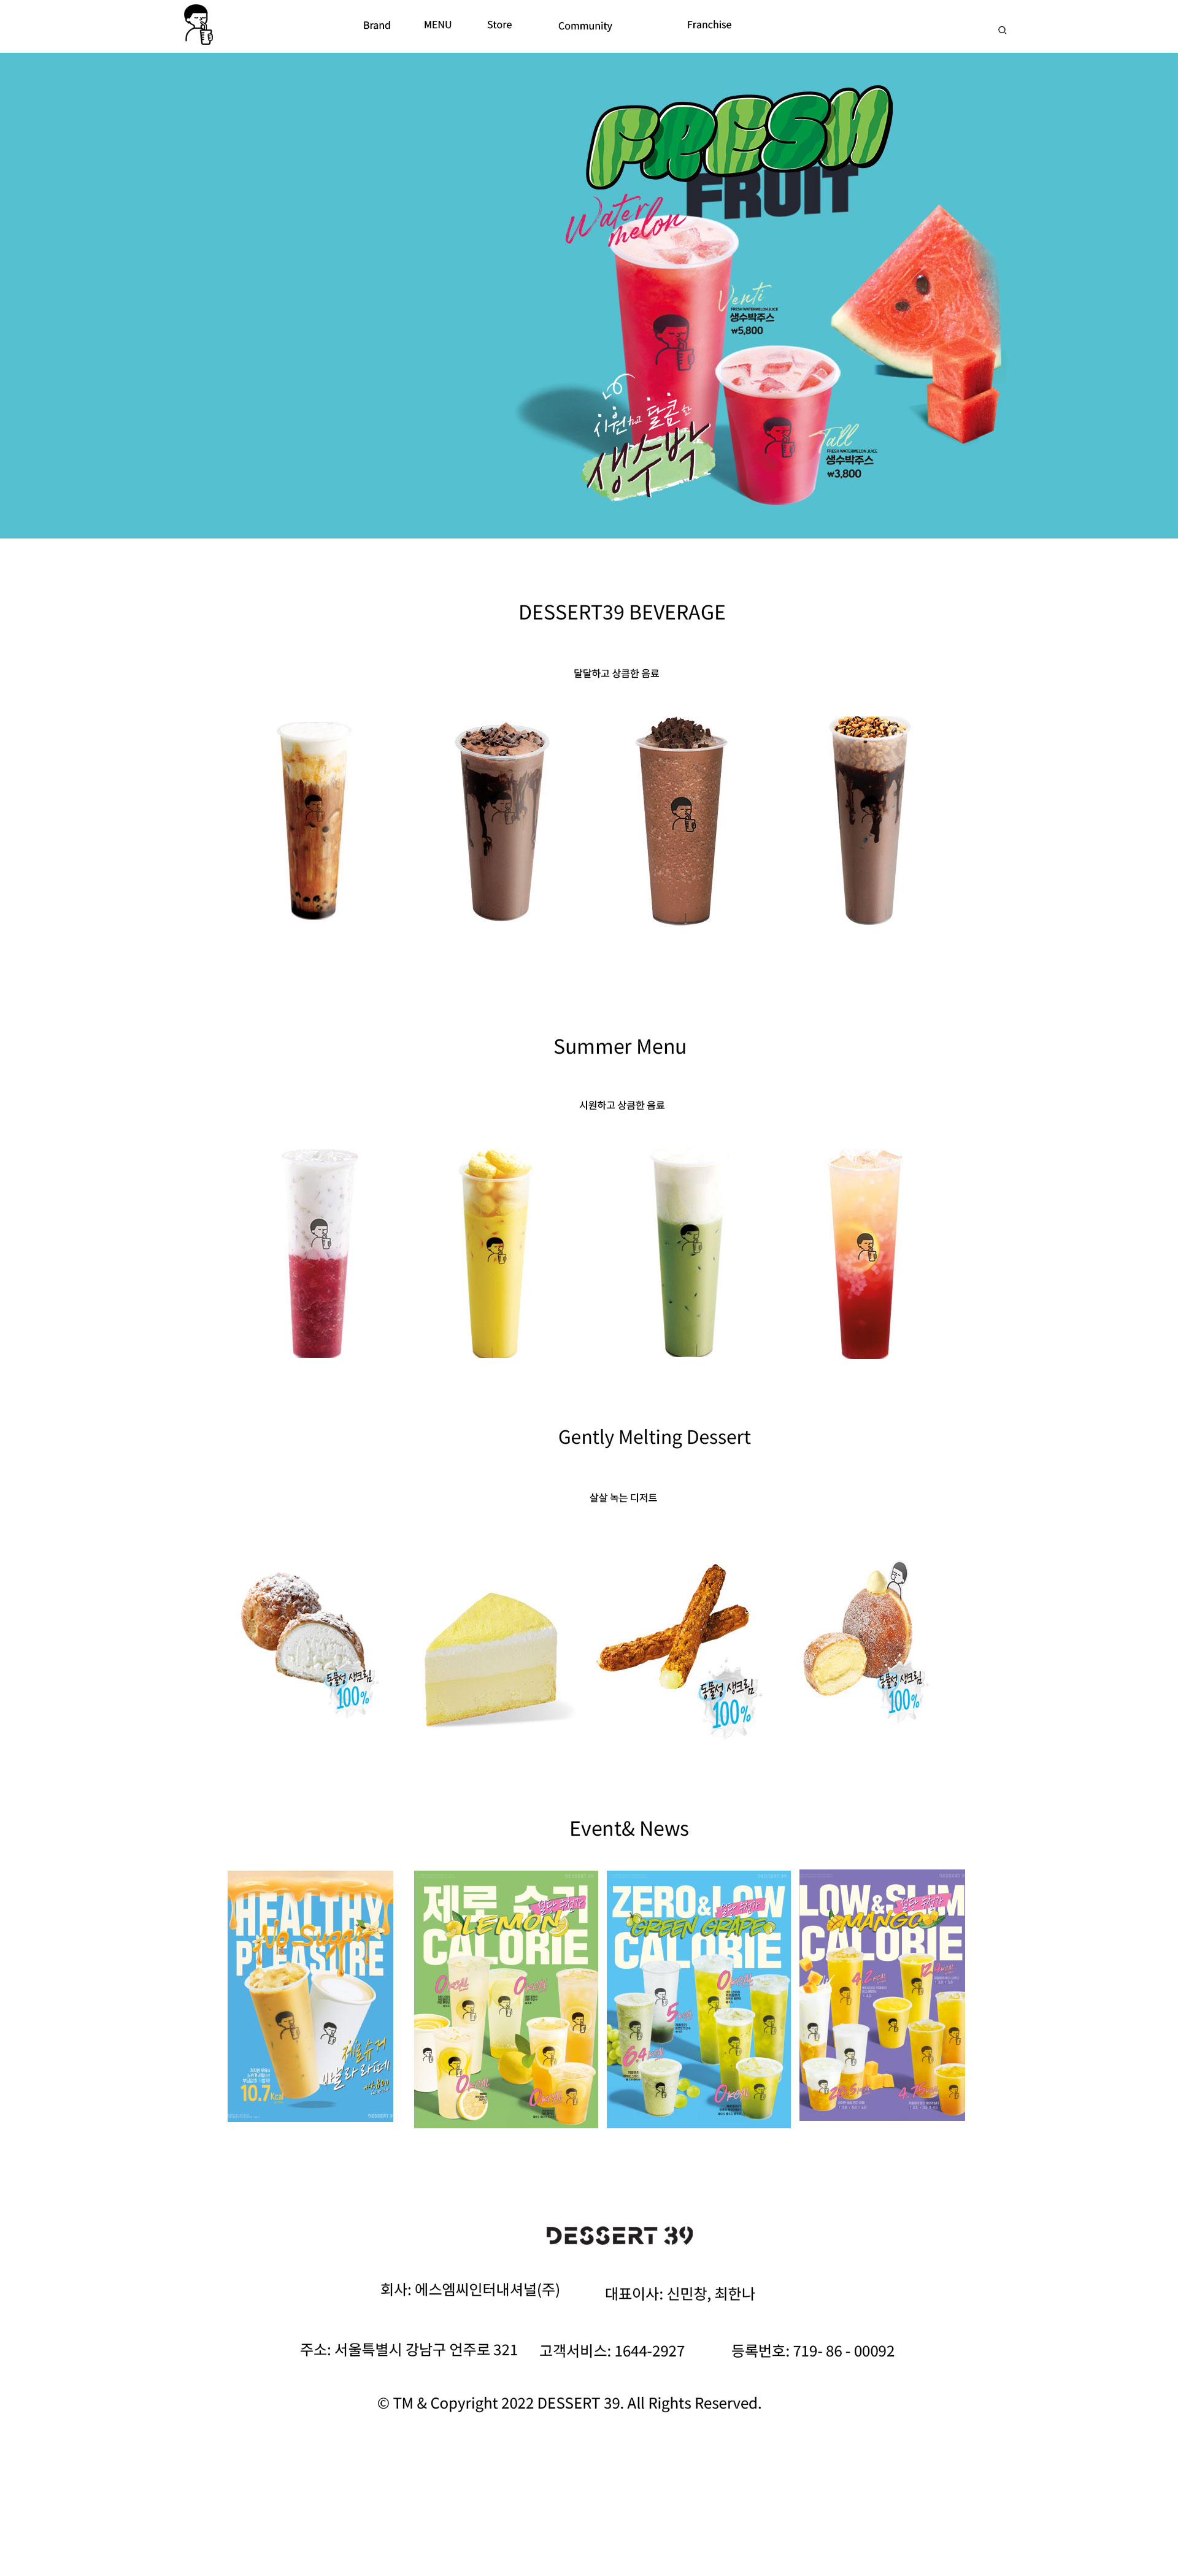 Brand MENU Store Community Franchise
FRESH
FRUIT
Water
melon
Venti
FRESH WATERMELON JUICE
생수박주스
₩5,800
시원하고 달콤한
생수박
Tall
FRESH WATERMELON JUICE
생수박주스
₩3,800
DESSERT39 BEVERAGE
달달하고 상큼한 음료
Summer Menu
시원하고 상큼한 음료
Gently Melting Dessert
살살 녹는 디저트
동물성 생크림
100%
동물성 생크림
100%
동물성 생크림
100%
Event& News
HEALTHY
No Sugar
PLEASURE
제로슈거
바닐라라떼
10.7Kcal
DESSERT 39
제로 슈가
LEMON
CALORIE
0KCAL
0KCAL
0KCAL
0KCAL
ZERO&LOW
GREEN GRAPE
CALORIE
0KCAL
0KCAL
LOW&SLIM
MANGO
CALORIE
DESSERT 39
회사: 에스엠씨인터내셔널(주) 대표이사: 신민창, 최한나
주소: 서울특별시 강남구 언주로 321 고객서비스: 1644-2927 등록번호: 719- 86 - 00092
© TM & Copyright 2022 DESSERT 39. All Rights Reserved.